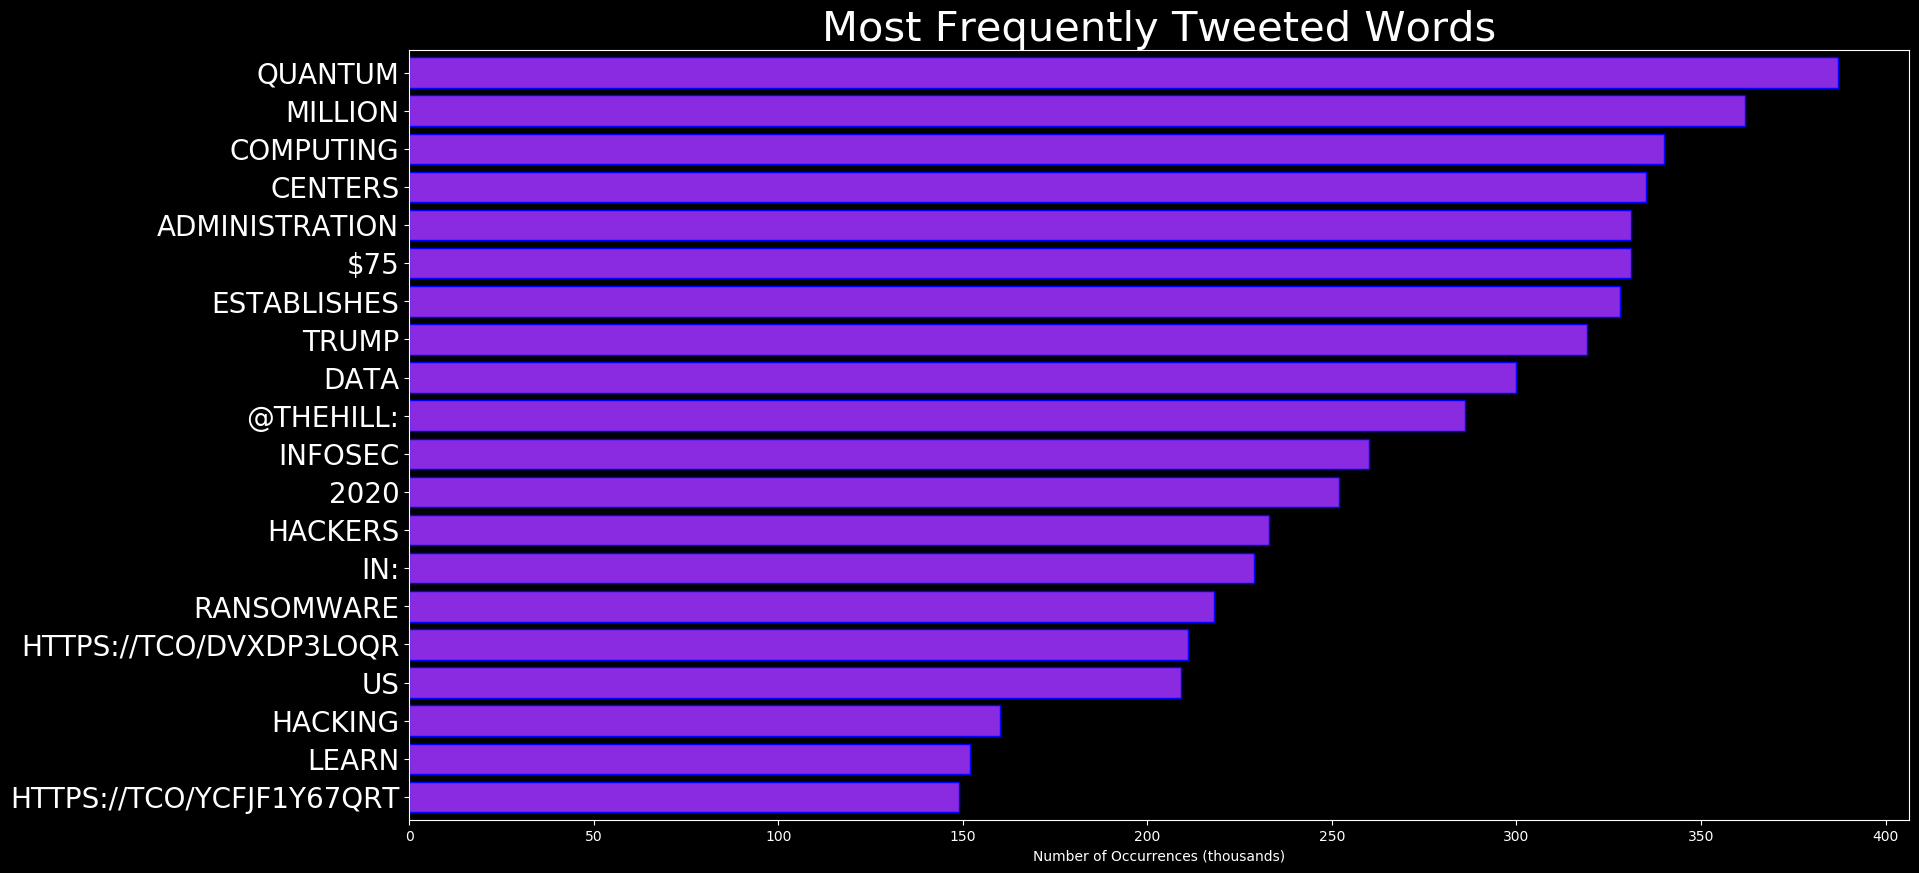 Most Frequently Tweeted Words
QUANTUM
MILLION
COMPUTING
CENTERS
ADMINISTRATION
$75
ESTABLISHES
TRUMP
DATA
@THEHILL:
INFOSEC
2020
HACKERS
IN:
RANSOMWARE
HTTPS://TCO/DVXDP3LOQR
US
HACKING
LEARN
HTTPS://TCO/YCFJF1Y67QRT
0 50 100 150 200 250 300 350 400
Number of Occurrences (thousands)